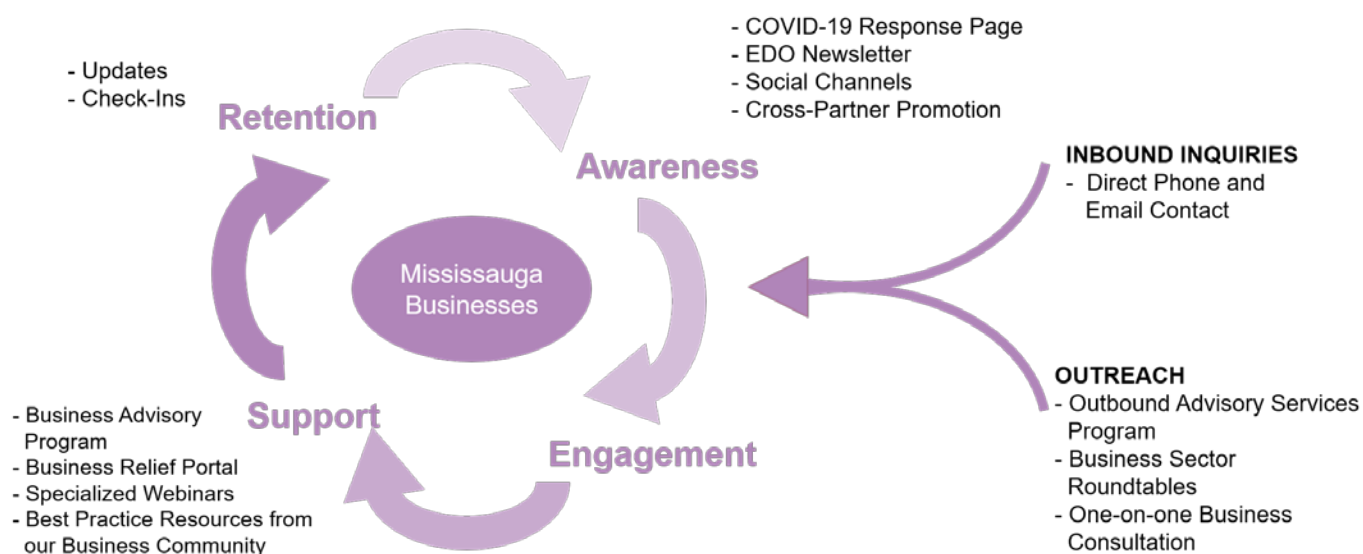 - COVID-19 Response Page
- EDO Newsletter
- Social Channels
- Cross-Partner Promotion
- Updates
- Check-Ins
Retention
Awareness
INBOUND INQUIRIES
- Direct Phone and
Email Contact
Mississauga
Businesses
OUTREACH
- Outbound Advisory Services
Program
- Business Sector
Roundtables
- One-on-one Business
Consultation
Support
- Business Advisory
Program
- Business Relief Portal
- Specialized Webinars
- Best Practice Resources from
our Business Community
Engagement